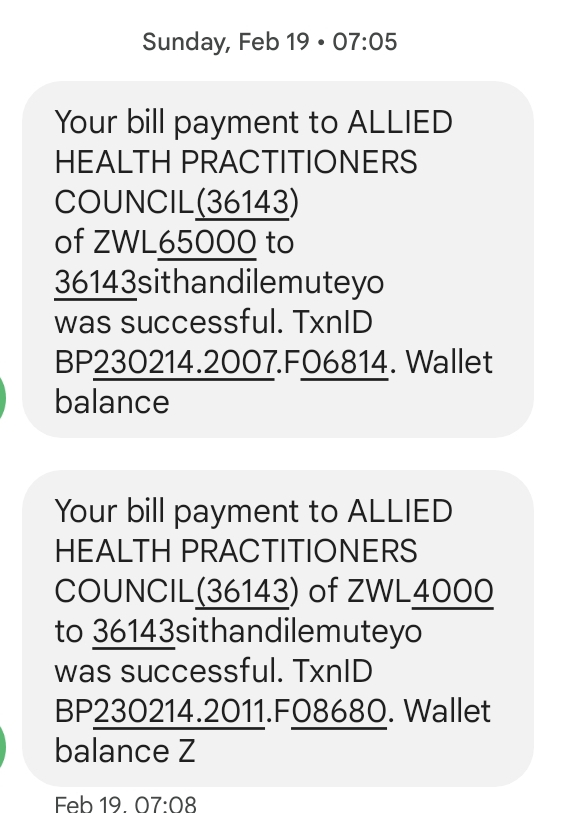 Sunday, Feb 19 • 07:05
Your bill payment to ALLIED
HEALTH PRACTITIONERS
COUNCIL(36143)
of ZWL65000 to
36143sithandilemuteyo
was successful. TxnID
BP230214.2007.F06814. Wallet
balance
Your bill payment to ALLIED
HEALTH PRACTITIONERS
COUNCIL(36143) of ZWL4000
to 36143sithandilemuteyo
was successful. TxnID
BP230214.2011.F08680. Wallet
balance Z
Feb 19, 07:08